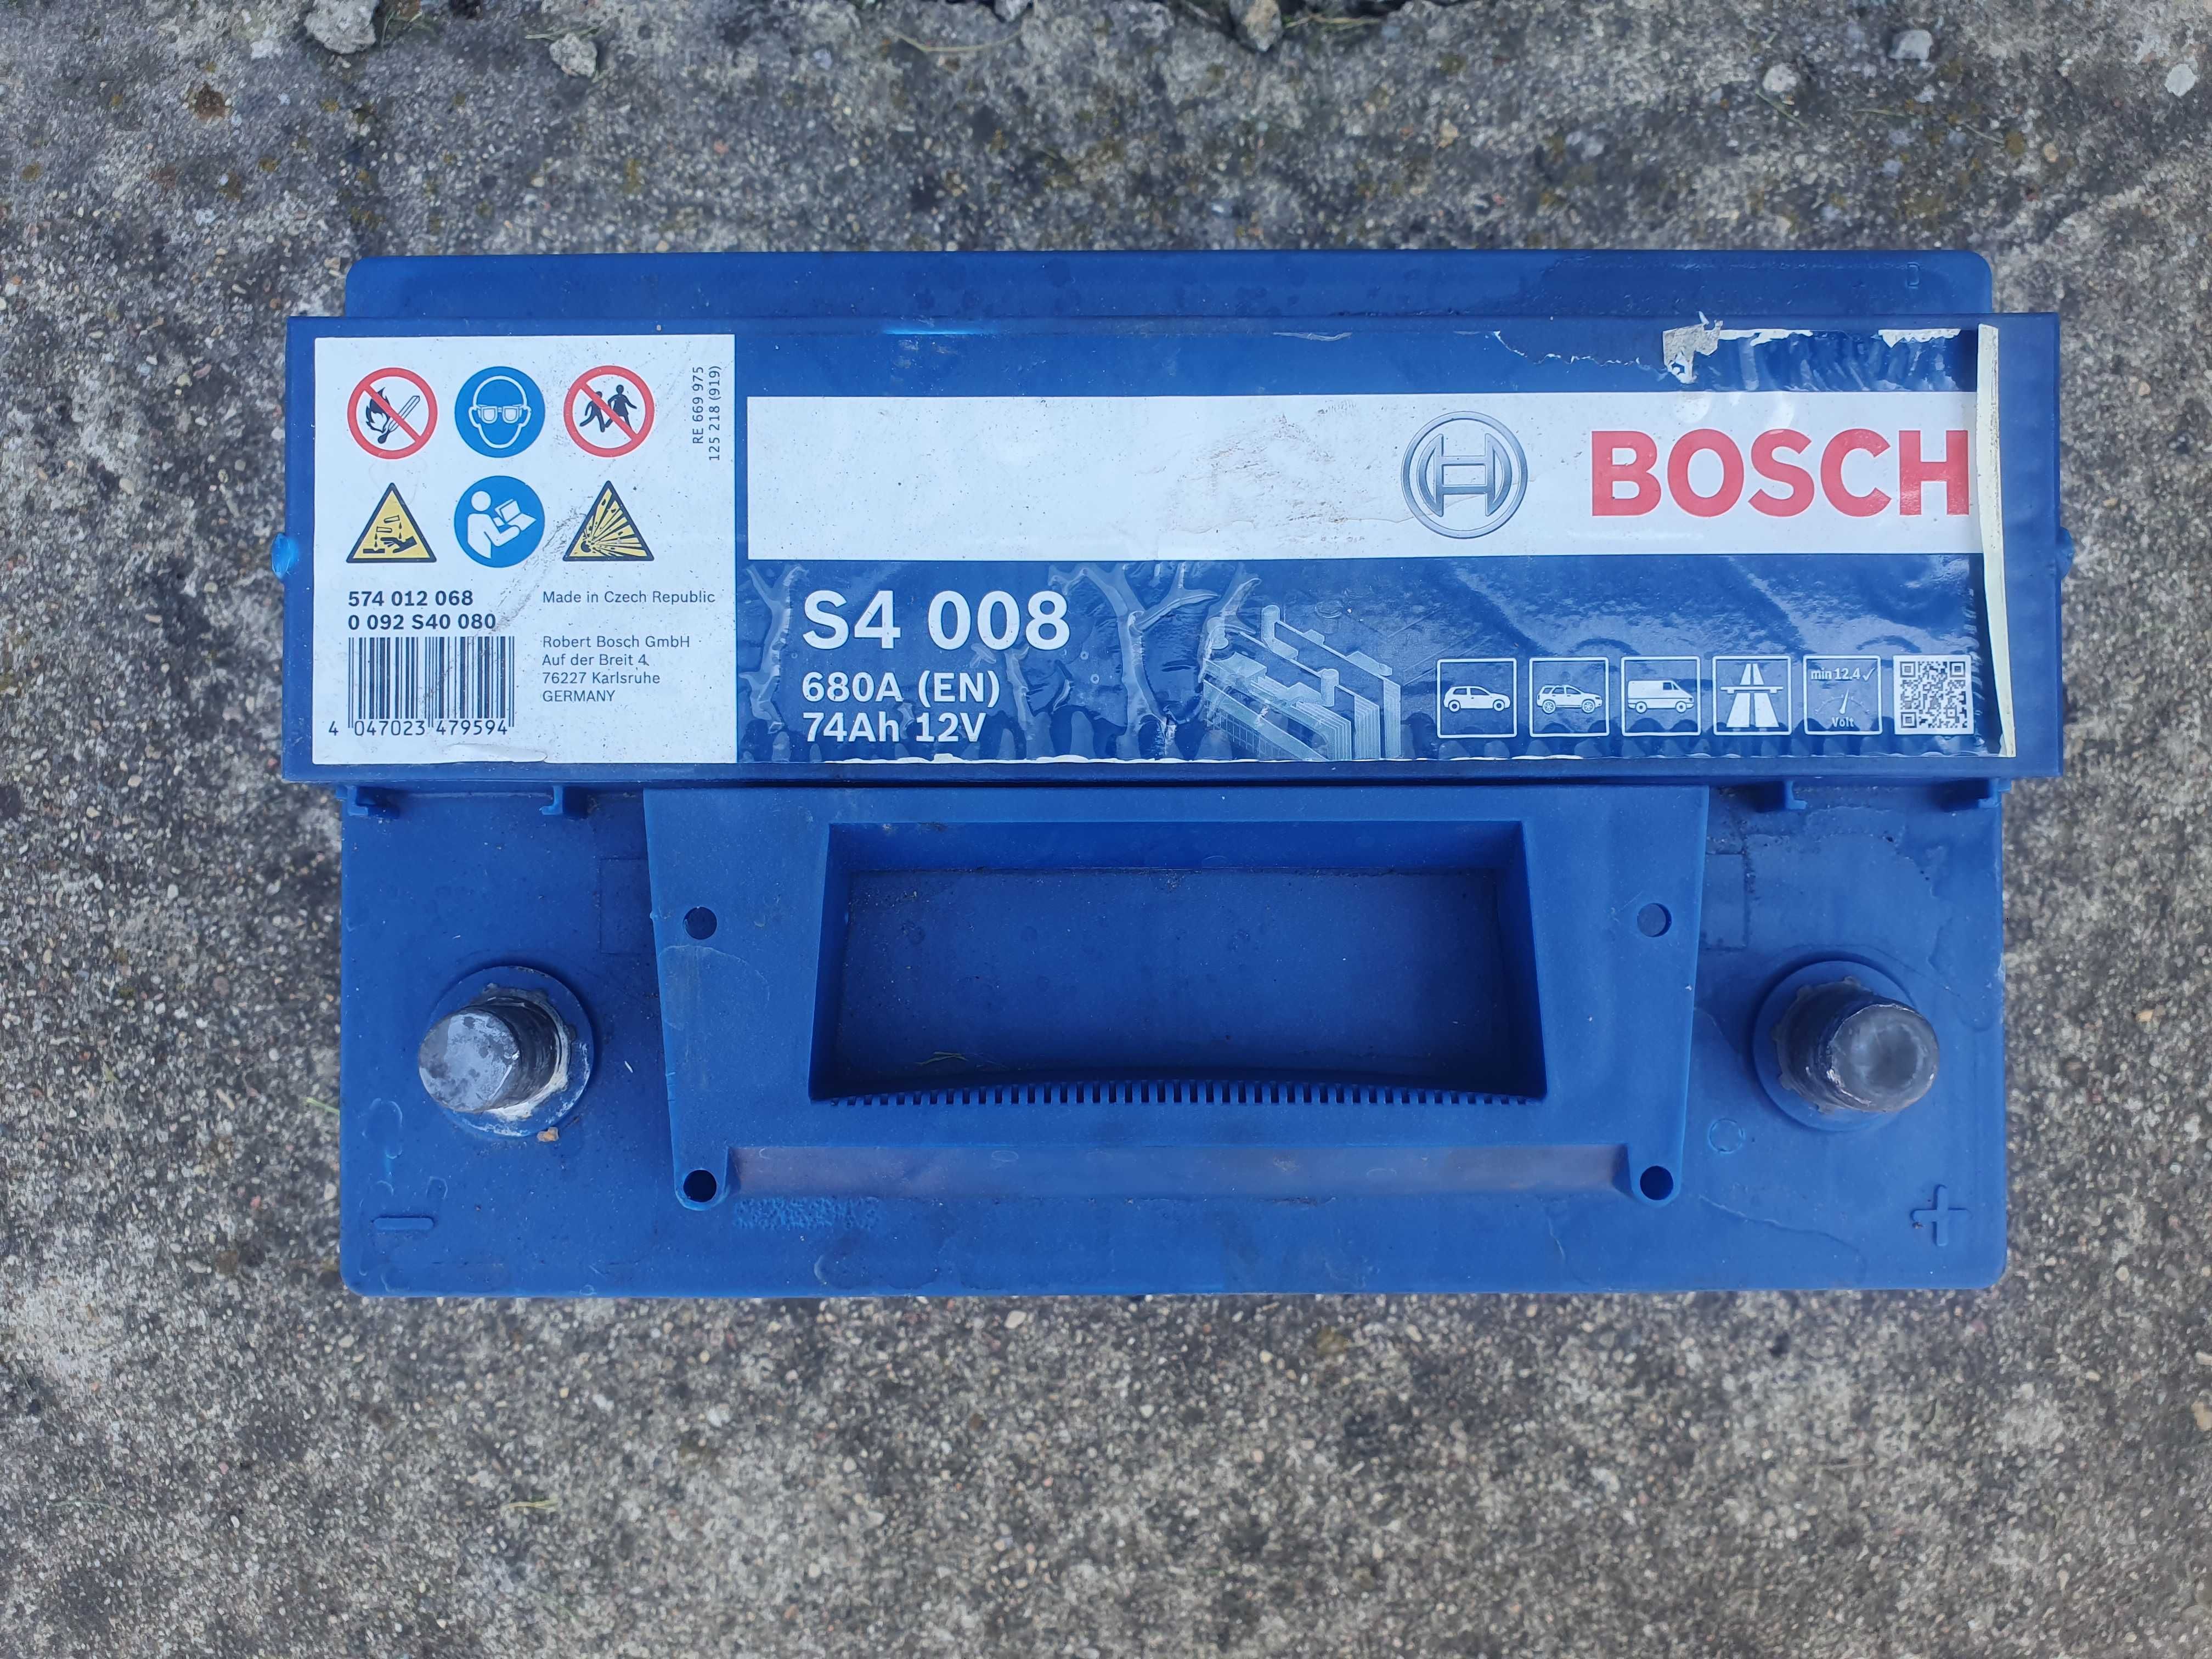 RE 669 975
125 218 (919)
574 012 068
0 092 S40 080
Made in Czech Republic
Robert Bosch GmbH
Auf der Breit 4
76227 Karlsruhe
GERMANY
4 047023 479594
BOSCH
S4 008
680A (EN)
74Ah 12V
min 12.4✓
Volt
-
+